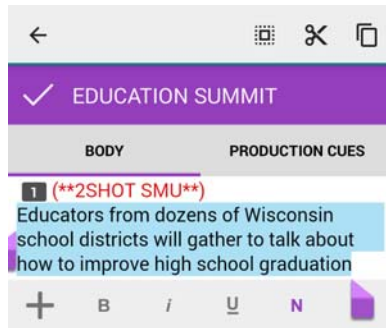 EDUCATION SUMMIT
BODY PRODUCTION CUES
1 (**2SHOT SMU**)
Educators from dozens of Wisconsin
school districts will gather to talk about
how to improve high school graduation
B i U N